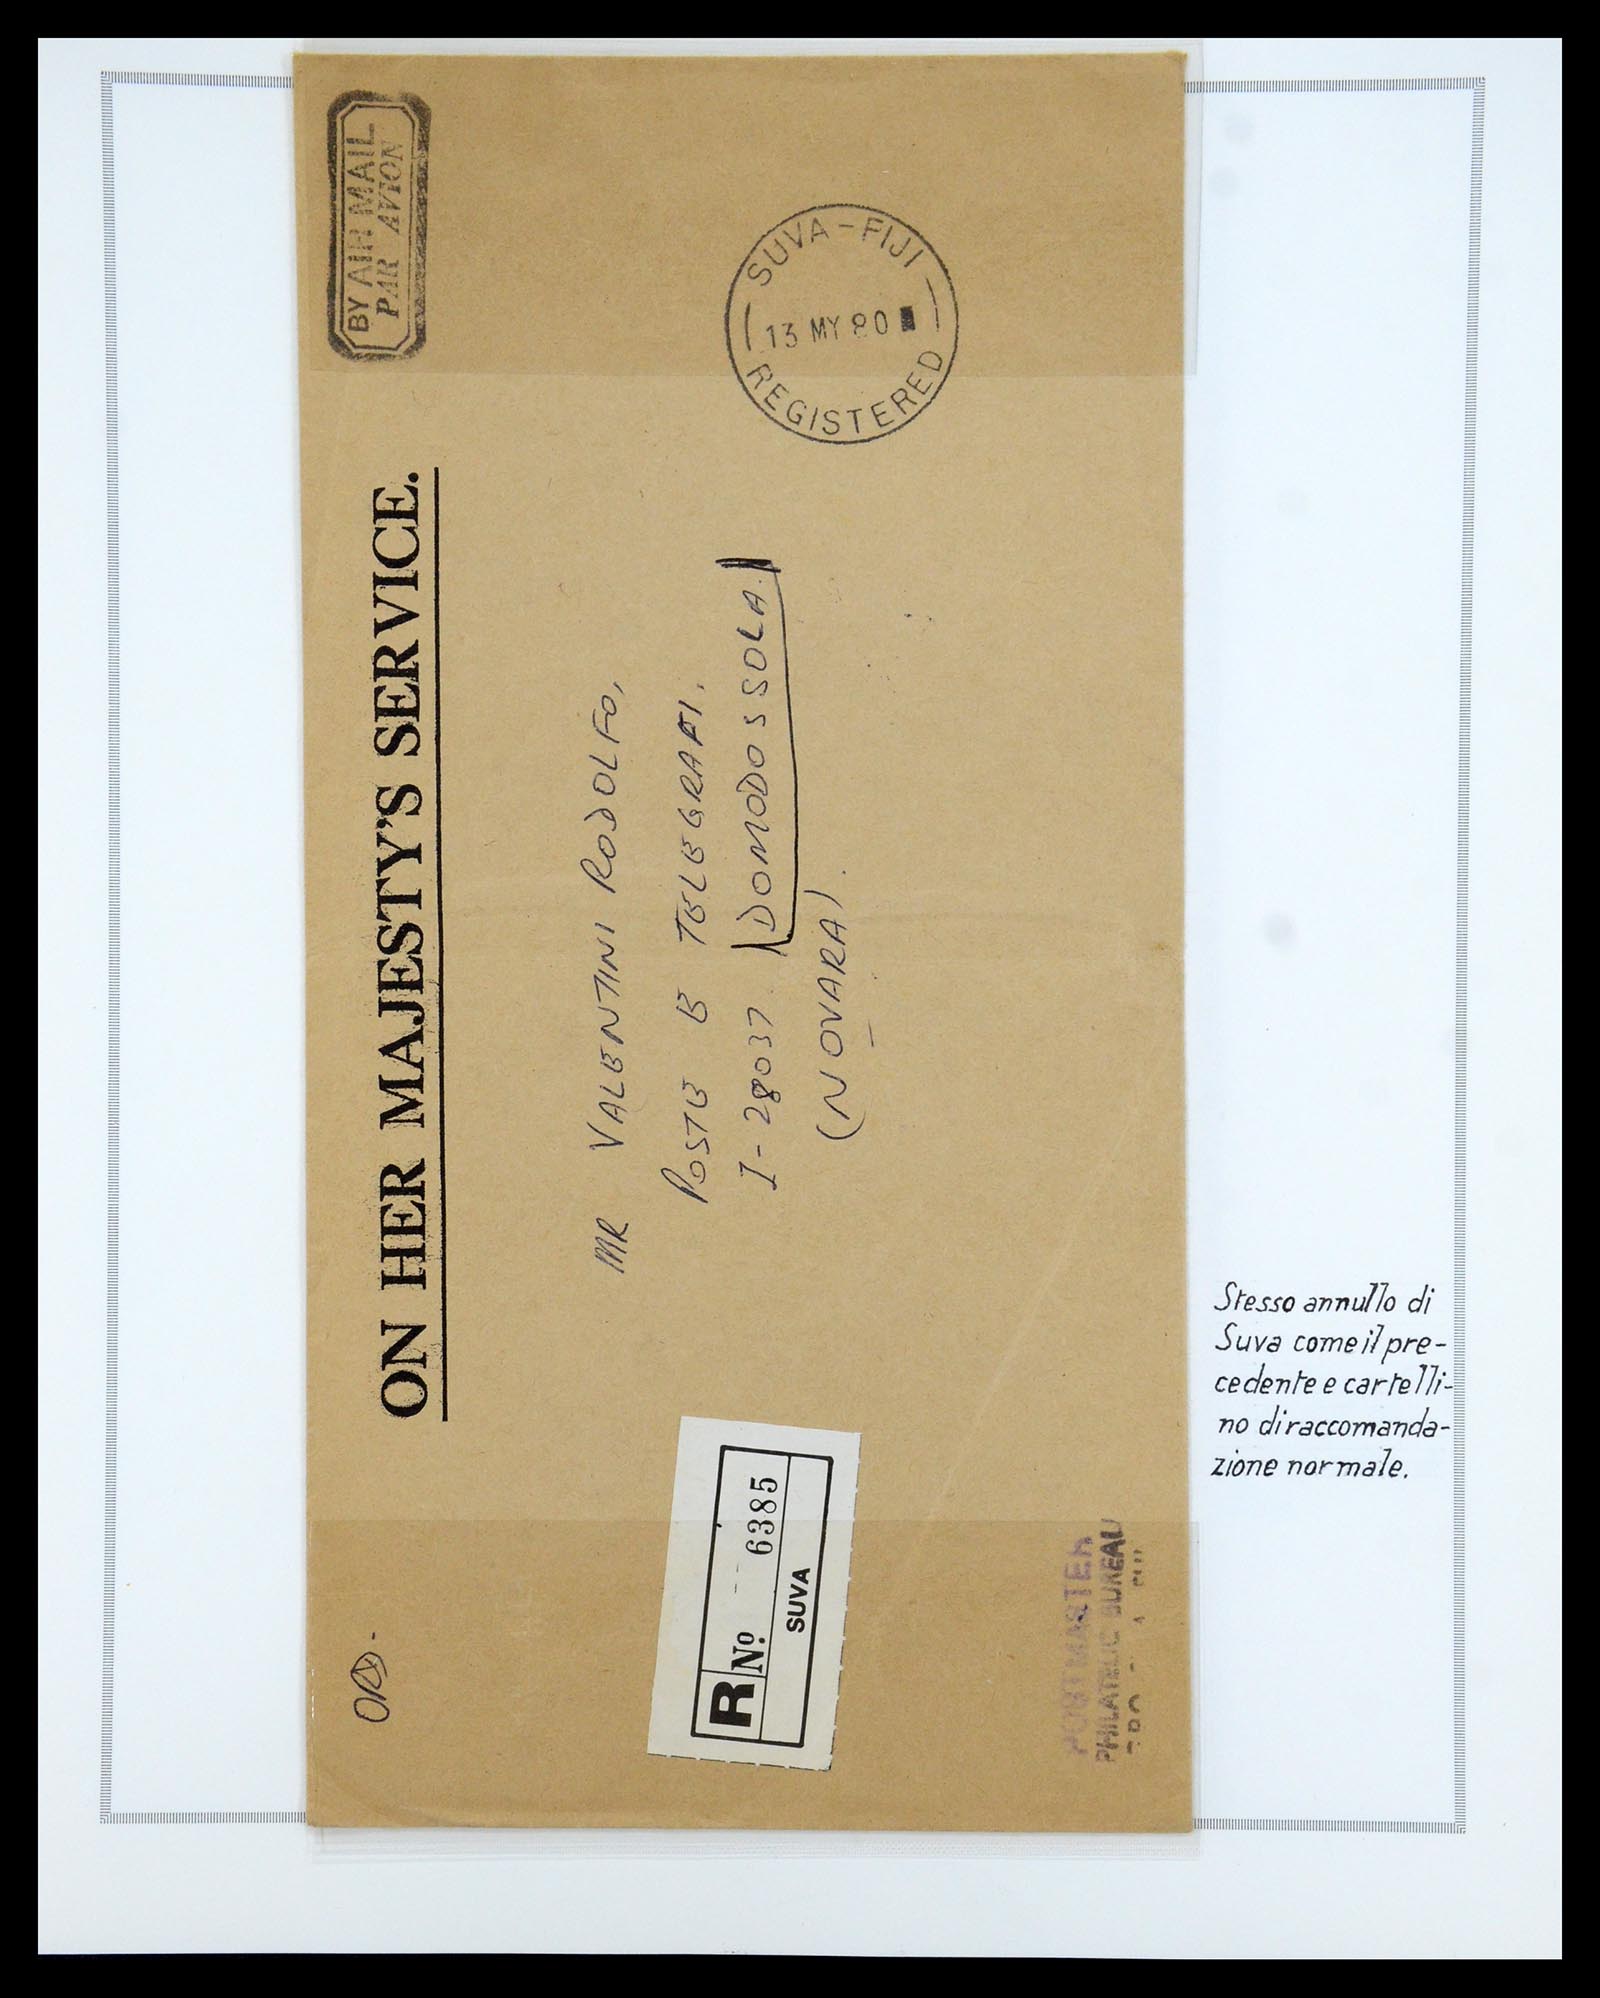 BY AIR MAIL
PAR AVION
SUVA - FIJI
13 MY 80
REGISTERED
ON HER MAJESTY'S SERVICE.
MR VALENTINI RODOLFO,
POSTE E TELEGRAFI.
I-28037 DOMODOSSOLA
(NOVARA).
R No. 6385
SUVA
POSTMASTER
PHILATELIC BUREAU
Stesso annullo di
Suva come il pre-
cedente e cartelli-
no di raccomanda-
zione normale.